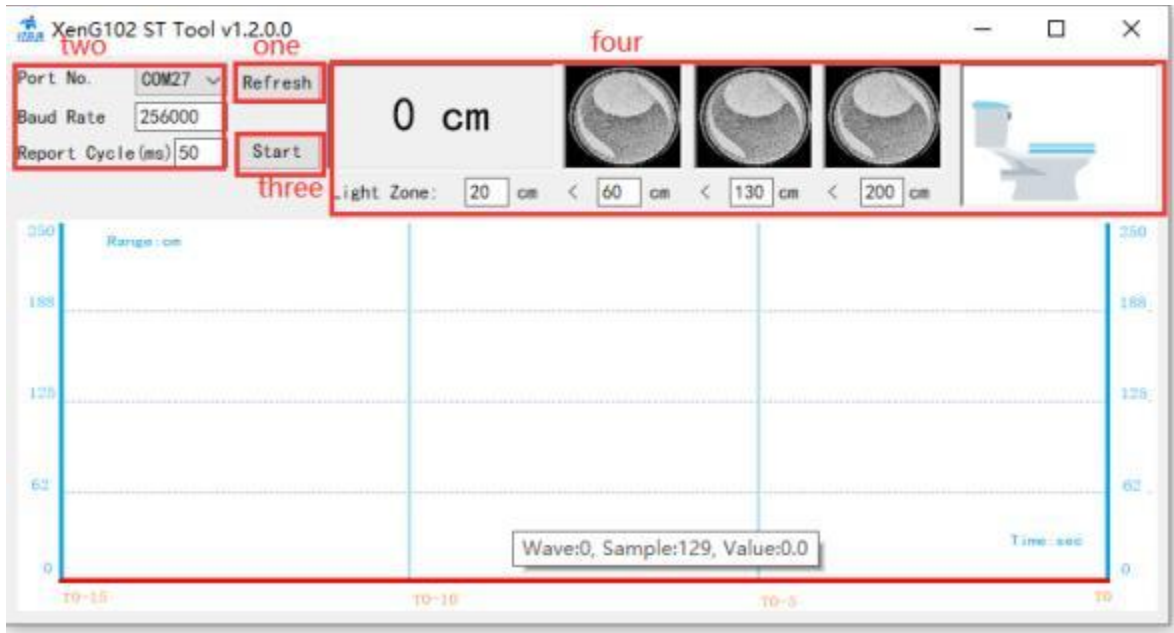 XenG102 ST Tool v1.2.0.0
two one four
Port No. COM27 Refresh
0 cm
Baud Rate 256000
Report Cycle(ms) 50 Start
three Light Zone: 20 cm < 60 cm < 130 cm < 200 cm
250 Range:cm 250
188 188
125 125
62 62
Wave:0, Sample:129, Value:0.0 Time:sec
0 0
T0-15 T0-10 T0-5 T0